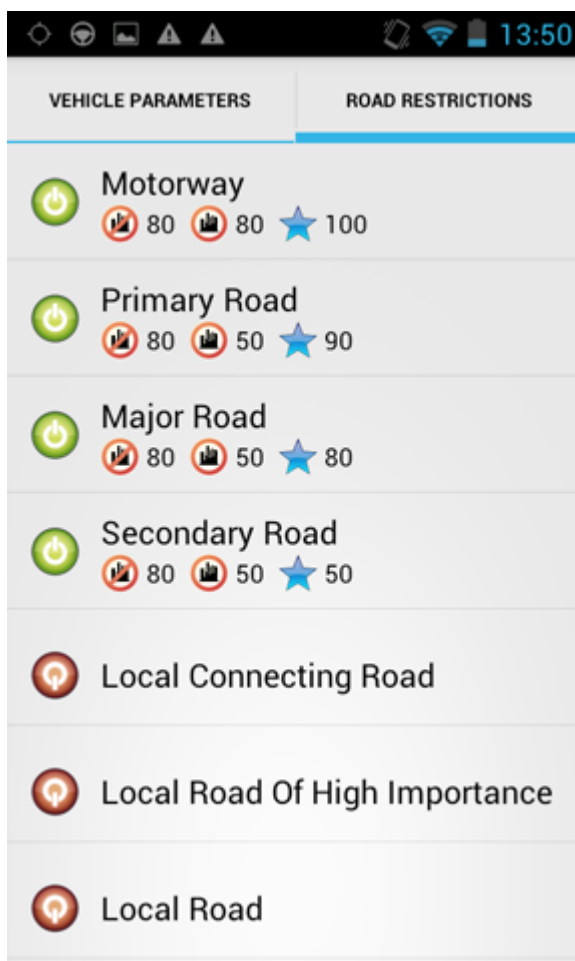 13:50
VEHICLE PARAMETERS ROAD RESTRICTIONS
Motorway
80 80 100
Primary Road
80 50 90
Major Road
80 50 80
Secondary Road
80 50 50
Local Connecting Road
Local Road Of High Importance
Local Road